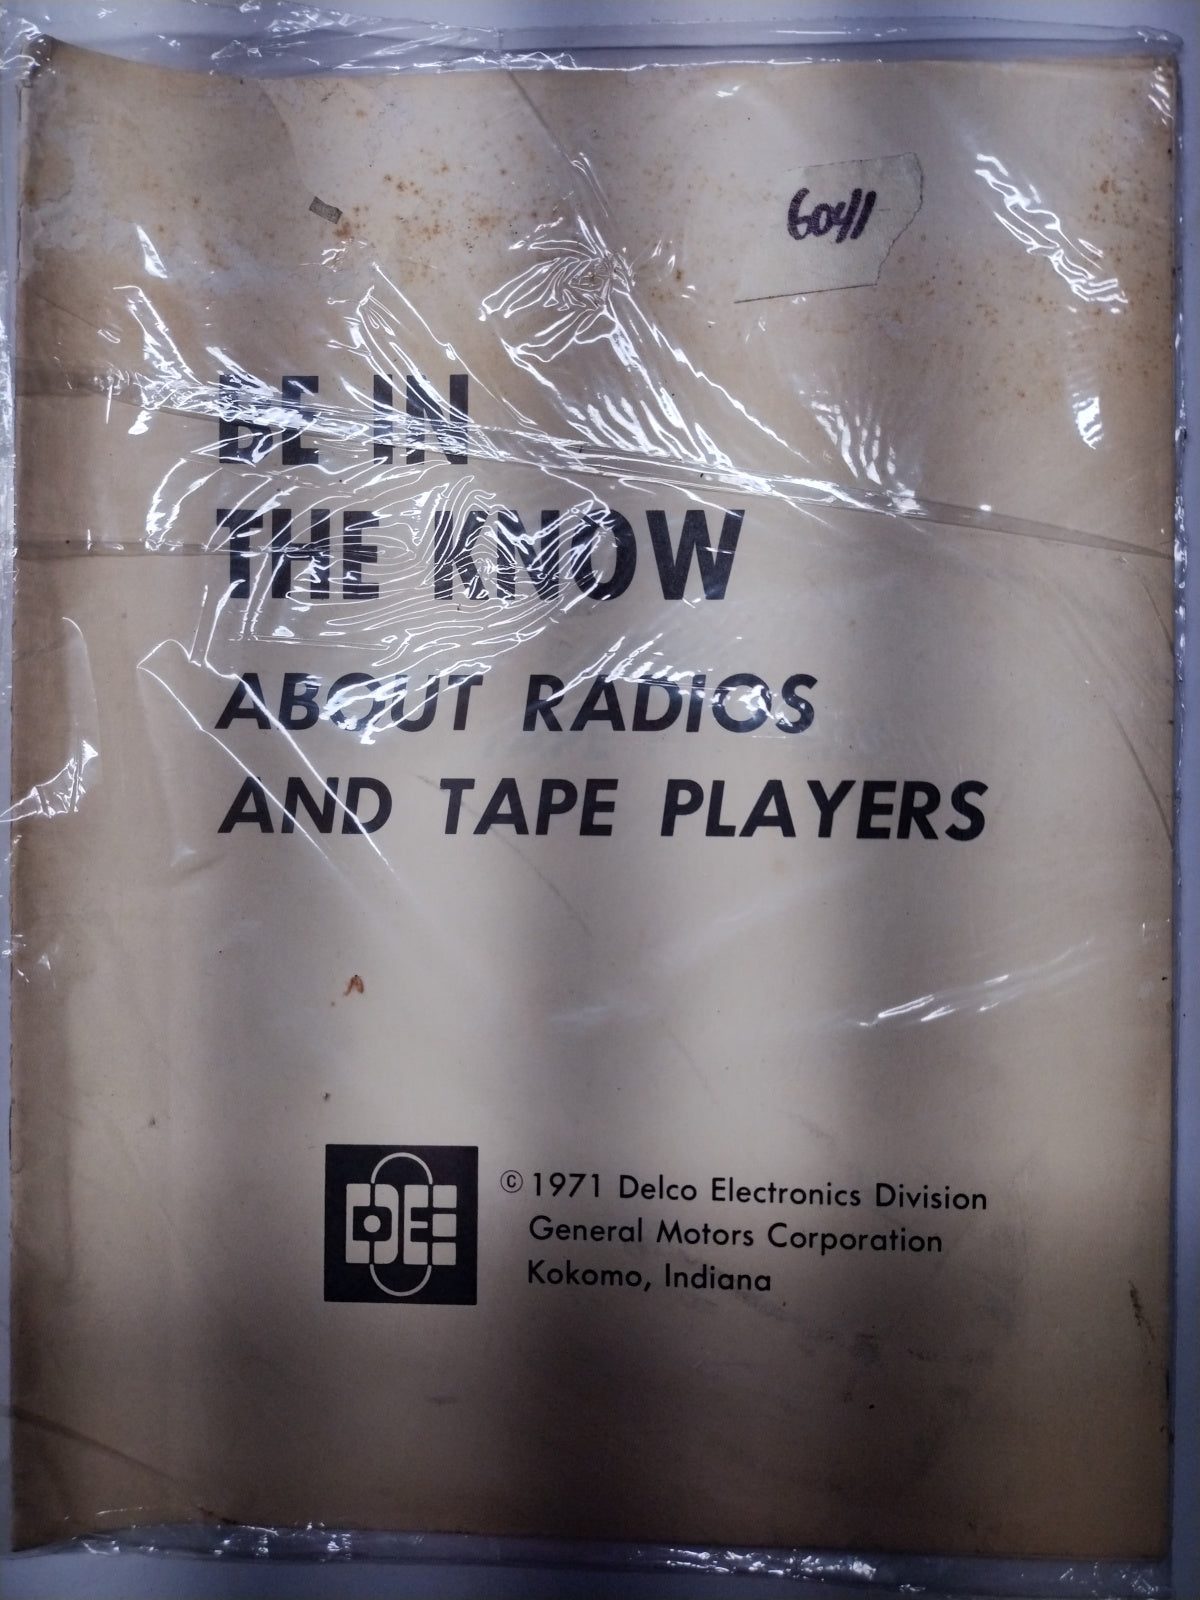 6041
BE IN
THE KNOW
ABOUT RADIOS
AND TAPE PLAYERS
DE
© 1971 Delco Electronics Division
General Motors Corporation
Kokomo, Indiana